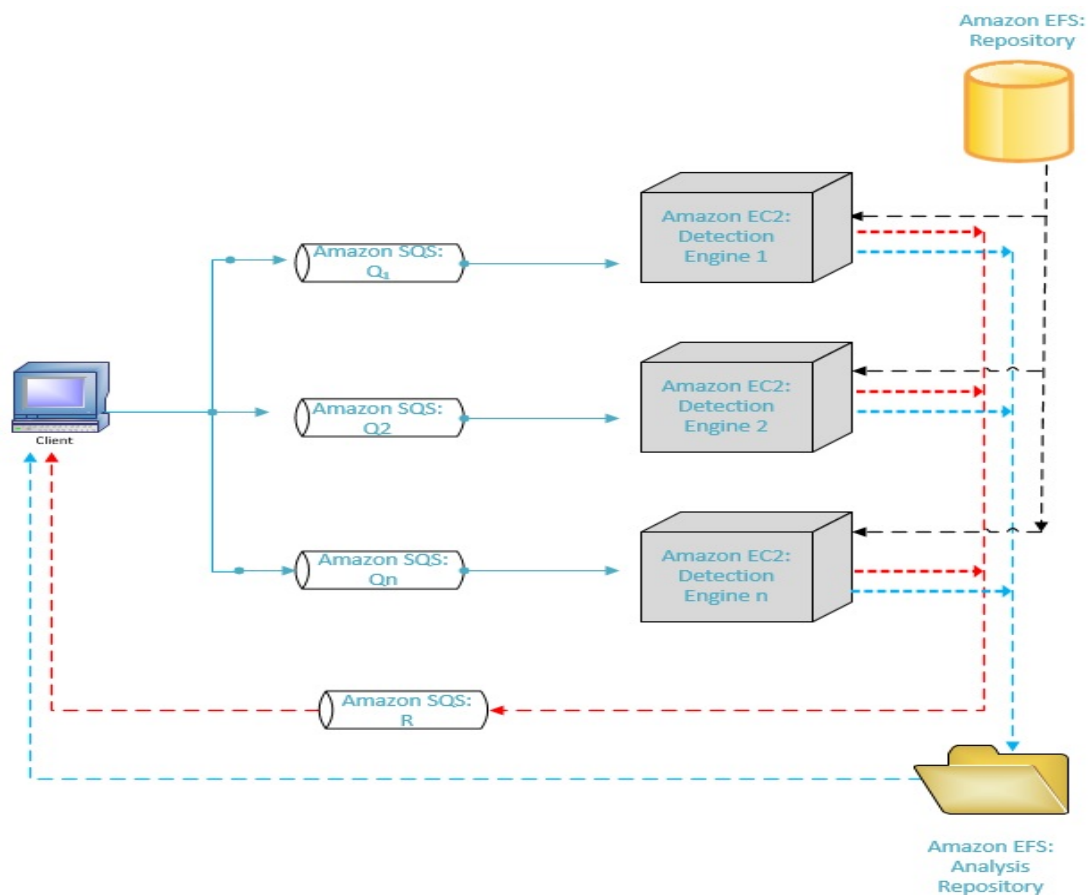 Amazon EFS:
Repository
Amazon EC2:
Detection
Engine 1
Amazon SQS:
Q₁
Amazon EC2:
Detection
Engine 2
Amazon SQS:
Q2
Client
Amazon EC2:
Detection
Engine n
Amazon SQS:
Qn
Amazon SQS:
R
Amazon EFS:
Analysis
Repository